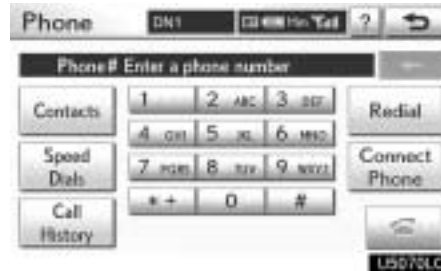 Phone DN1 ?
Phone# Enter a phone number
Contacts 1 2 ABC 3 DEF Redial
4 GHI 5 JKL 6 MNO
Speed Dials 7 PQRS 8 TUV 9 WXYZ Connect Phone
* + 0 #
Call History
U5070LC